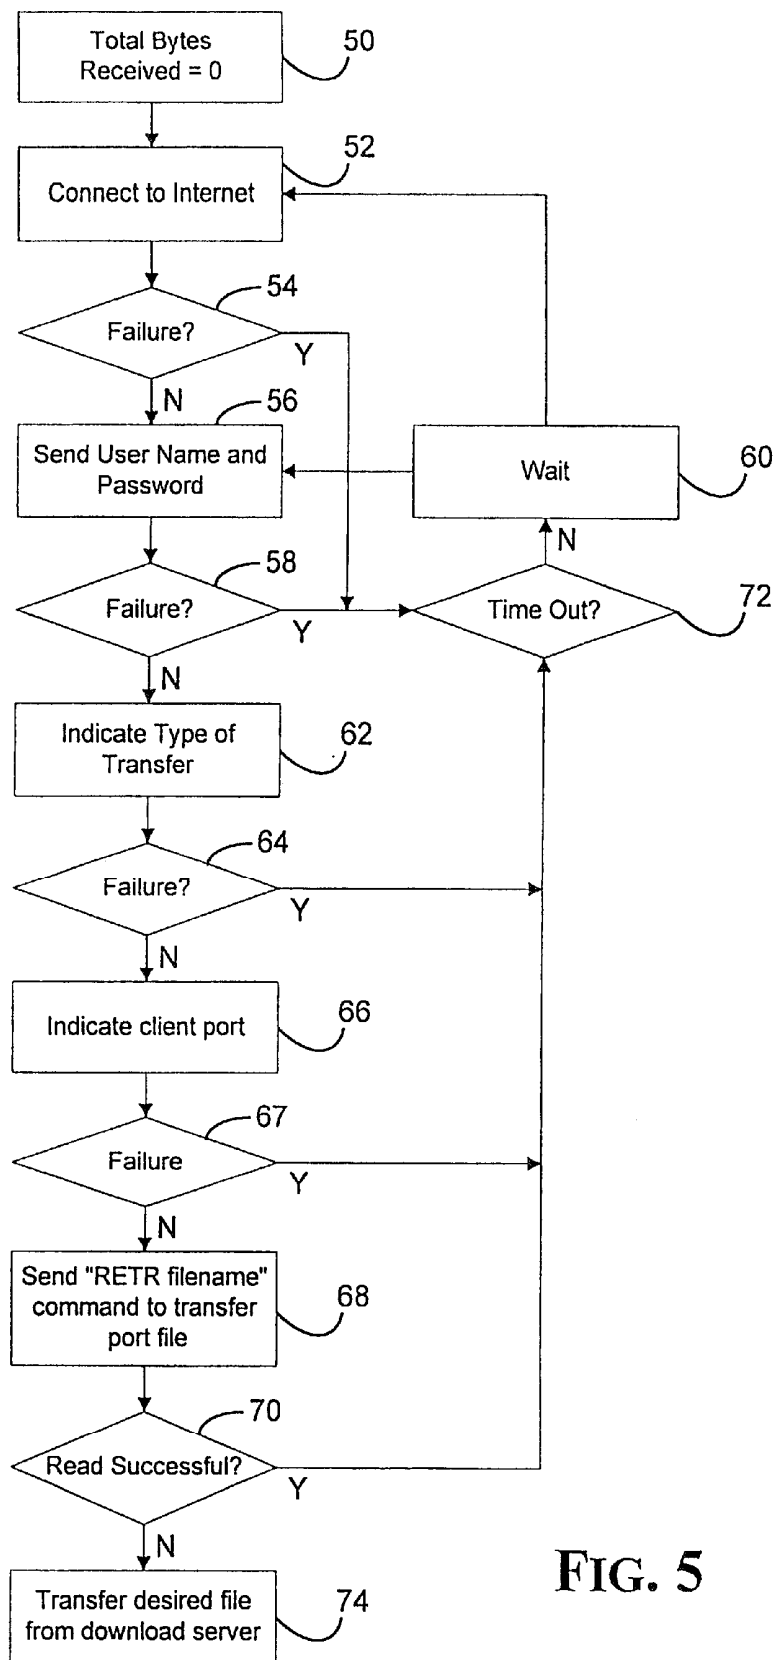 Total Bytes
Received = 0
50
Connect to Internet
52
Failure?
54
Y
N
Send User Name and
Password
56
Wait
60
N
Failure?
58
Y
Time Out?
72
N
Indicate Type of
Transfer
62
Failure?
64
Y
N
Indicate client port
66
Failure
67
Y
N
Send "RETR filename"
command to transfer
port file
68
Read Successful?
70
Y
N
Transfer desired file
from download server
74
FIG. 5